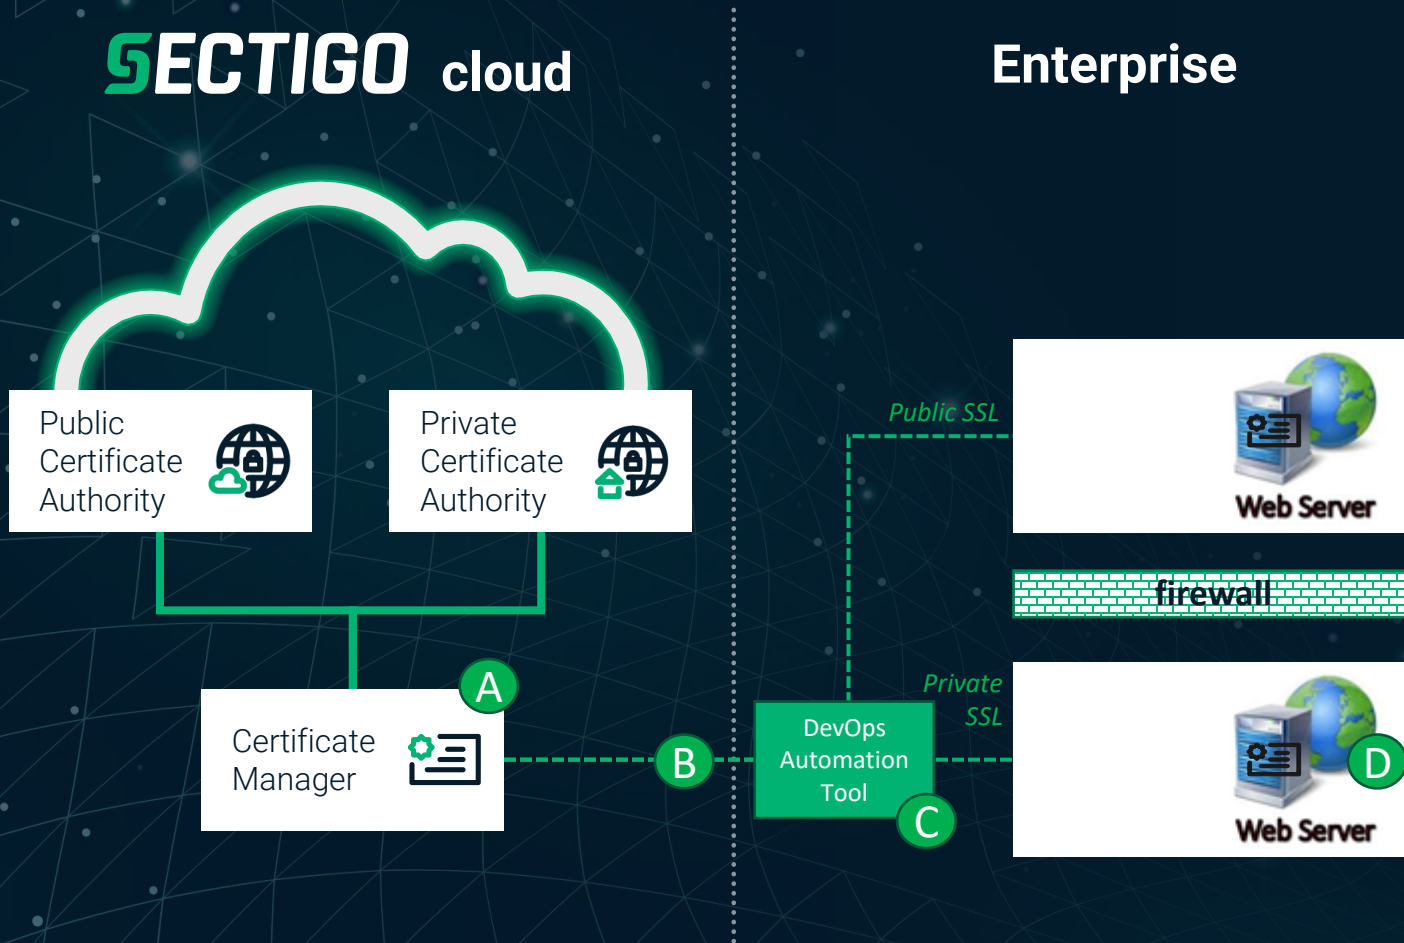 SECTIGO cloud
Enterprise
Public
Certificate
Authority
Private
Certificate
Authority
Public SSL
Web Server
firewall
Private
SSL
A
Certificate
Manager
B
DevOps
Automation
Tool
C
D
Web Server